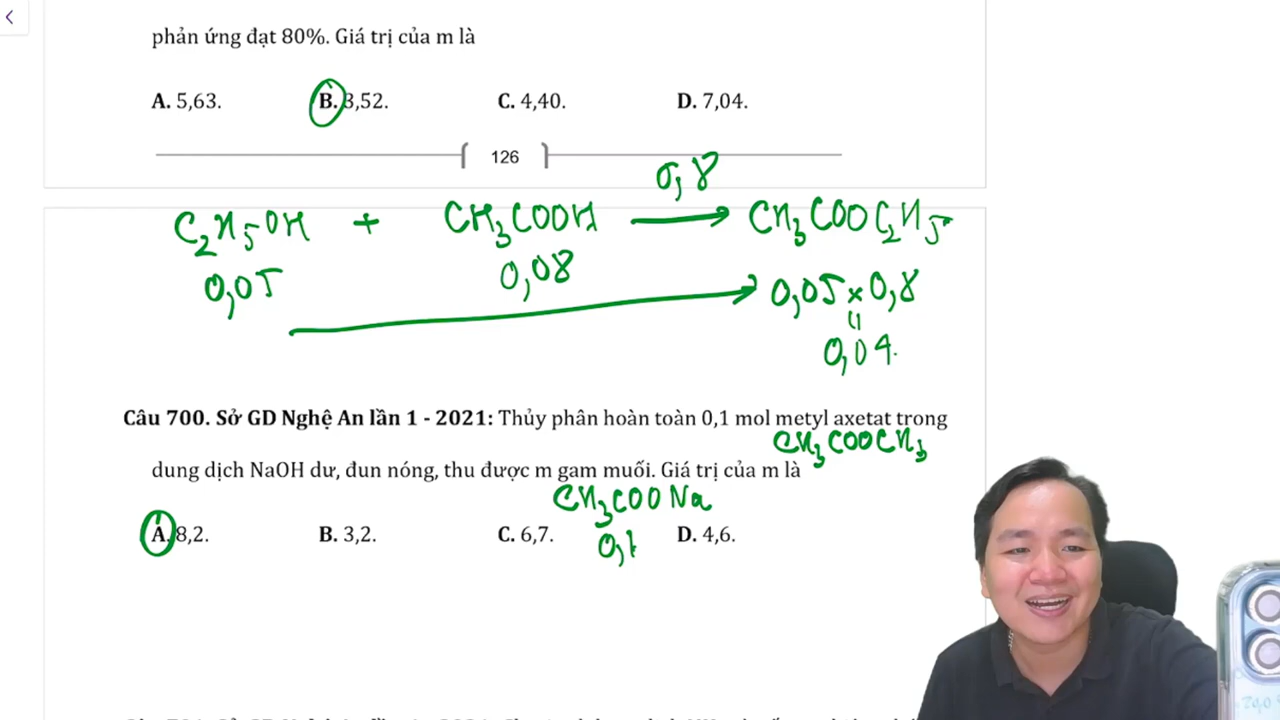 phản ứng đạt 80%. Giá trị của m là
A. 5,63. B. 3,52. C. 4,40. D. 7,04.
126
0,8
C2H5OH + CH3COOH → CH3COOC2H5
0,05 0,08 → 0,05 × 0,8
"
0,04.
Câu 700. Sở GD Nghệ An lần 1 - 2021: Thủy phân hoàn toàn 0,1 mol metyl axetat trong
CH3COOCH3
dung dịch NaOH dư, đun nóng, thu được m gam muối. Giá trị của m là
CH3COONa
A. 8,2. B. 3,2. C. 6,7. D. 4,6.
0,1